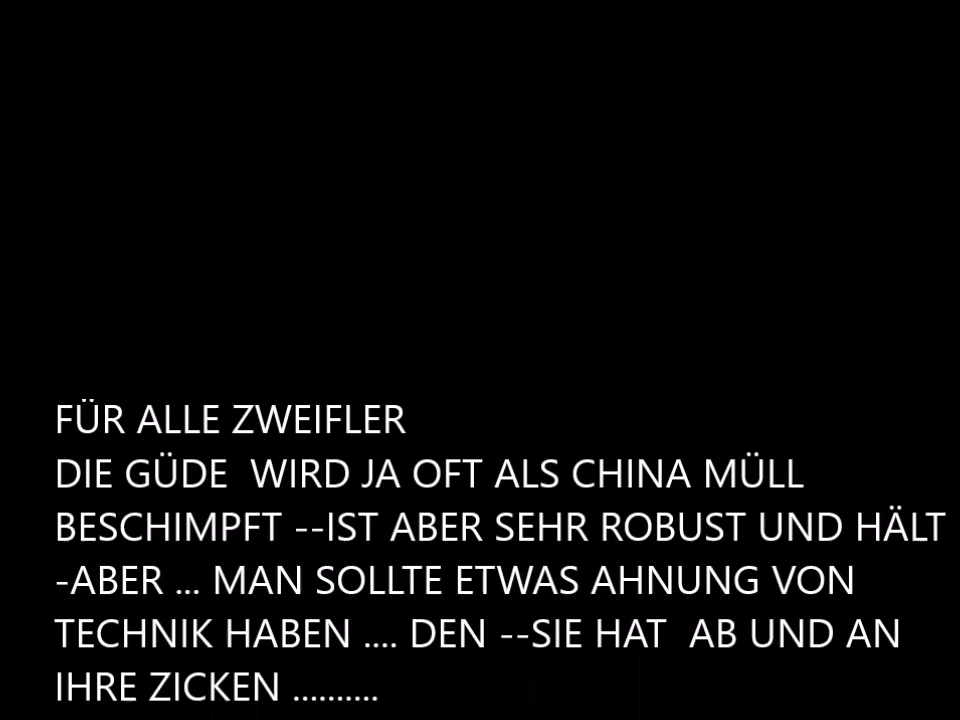 FÜR ALLE ZWEIFLER
DIE GÜDE  WIRD JA OFT ALS CHINA MÜLL
BESCHIMPFT --IST ABER SEHR ROBUST UND HÄLT
-ABER ... MAN SOLLTE ETWAS AHNUNG VON
TECHNIK HABEN .... DEN --SIE HAT  AB UND AN
IHRE ZICKEN ..........